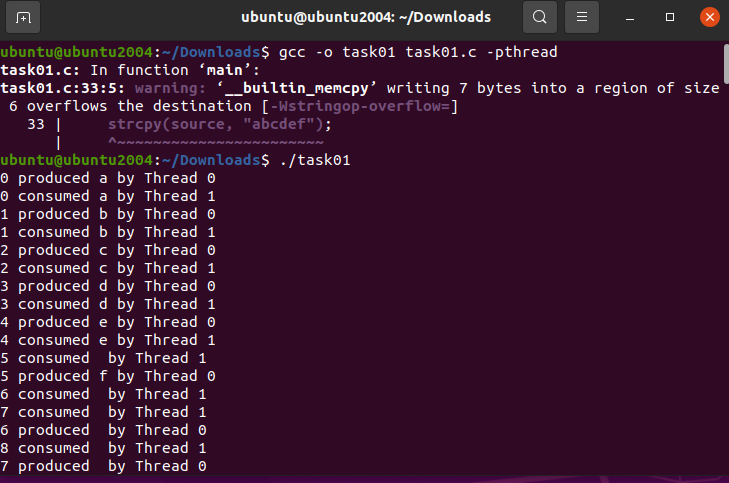 ubuntu@ubuntu2004: ~/Downloads
ubuntu@ubuntu2004:~/Downloads$ gcc -o task01 task01.c -pthread
task01.c: In function ‘main’:
task01.c:33:5: warning: ‘__builtin_memcpy’ writing 7 bytes into a region of size
 6 overflows the destination [-Wstringop-overflow=]
   33 |     strcpy(source, "abcdef");
      |     ^~~~~~~~~~~~~~~~~~~~~~~~
ubuntu@ubuntu2004:~/Downloads$ ./task01
0 produced a by Thread 0
0 consumed a by Thread 1
1 produced b by Thread 0
1 consumed b by Thread 1
2 produced c by Thread 0
2 consumed c by Thread 1
3 produced d by Thread 0
3 consumed d by Thread 1
4 produced e by Thread 0
4 consumed e by Thread 1
5 consumed  by Thread 1
5 produced f by Thread 0
6 consumed  by Thread 1
7 consumed  by Thread 1
6 produced  by Thread 0
8 consumed  by Thread 1
7 produced  by Thread 0